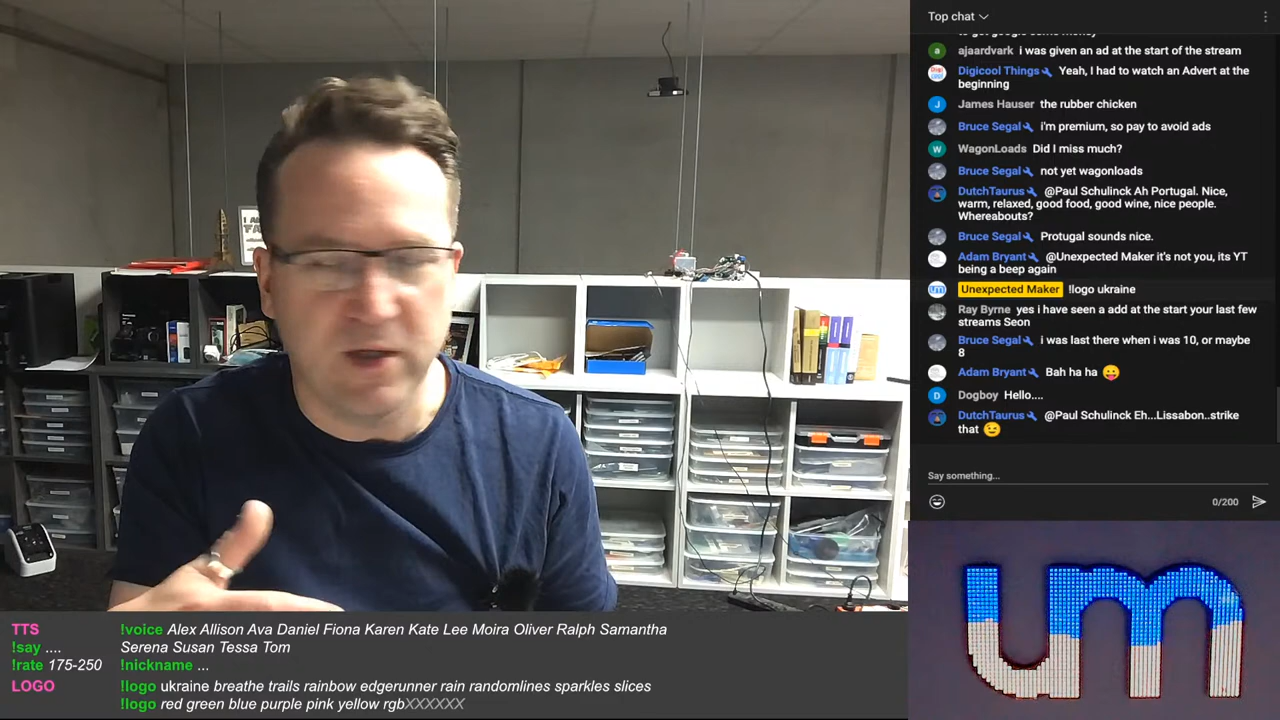 Top chat
ajaardvark i was given an ad at the start of the stream
Digicool Things Yeah, I had to watch an Advert at the
beginning
James Hauser the rubber chicken
Bruce Segal i'm premium, so pay to avoid ads
WagonLoads Did I miss much?
Bruce Segal not yet wagonloads
DutchTaurus @Paul Schulinck Ah Portugal. Nice,
warm, relaxed, good food, good wine, nice people.
Whereabouts?
Bruce Segal Protugal sounds nice.
Adam Bryant @Unexpected Maker it's not you, its YT
being a beep again
Unexpected Maker !logo ukraine
Ray Byrne yes i have seen a add at the start your last few
streams Seon
Bruce Segal i was last there when i was 10, or maybe
8
Adam Bryant Bah ha ha 😛
Dogboy Hello....
DutchTaurus @Paul Schulinck Eh...Lissabon..strike
that 😉
Say something...
0/200
um
TTS !voice Alex Allison Ava Daniel Fiona Karen Kate Lee Moira Oliver Ralph Samantha
!say .... Serena Susan Tessa Tom
!rate 175-250 !nickname ...
LOGO !logo ukraine breathe trails rainbow edgerunner rain randomlines sparkles slices
!logo red green blue purple pink yellow rgbXXXXXX